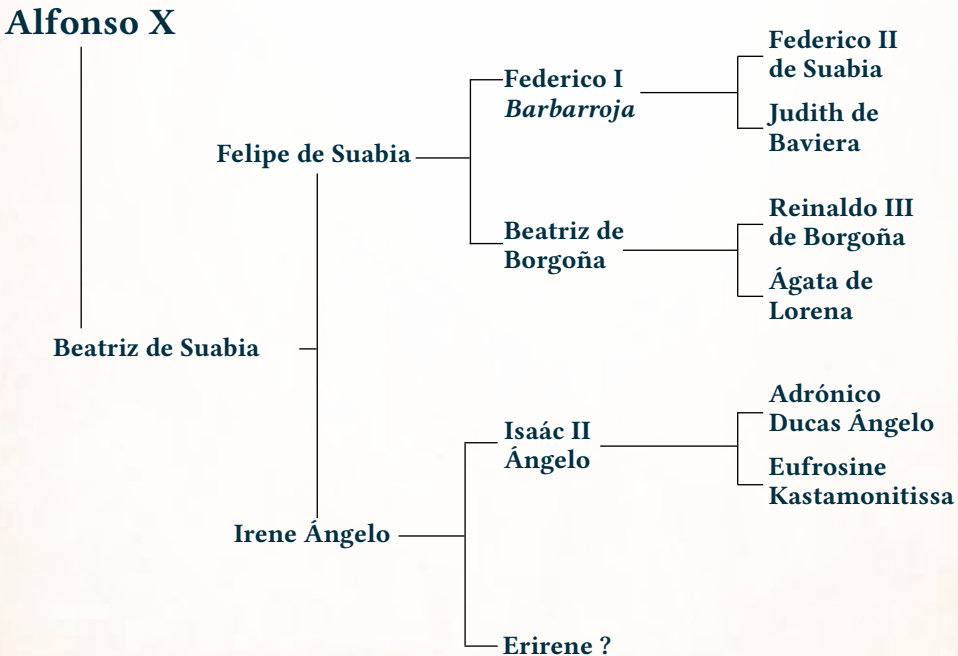 Alfonso X
Federico II
de Suabia
Federico I
Barbarroja
Judith de
Baviera
Felipe de Suabia
Reinaldo III
de Borgoña
Beatriz de
Borgoña
Ágata de
Lorena
Beatriz de Suabia
Adrónico
Ducas Ángelo
Isaác II
Ángelo
Eufrosine
Kastamonitissa
Irene Ángelo
Erirene ?